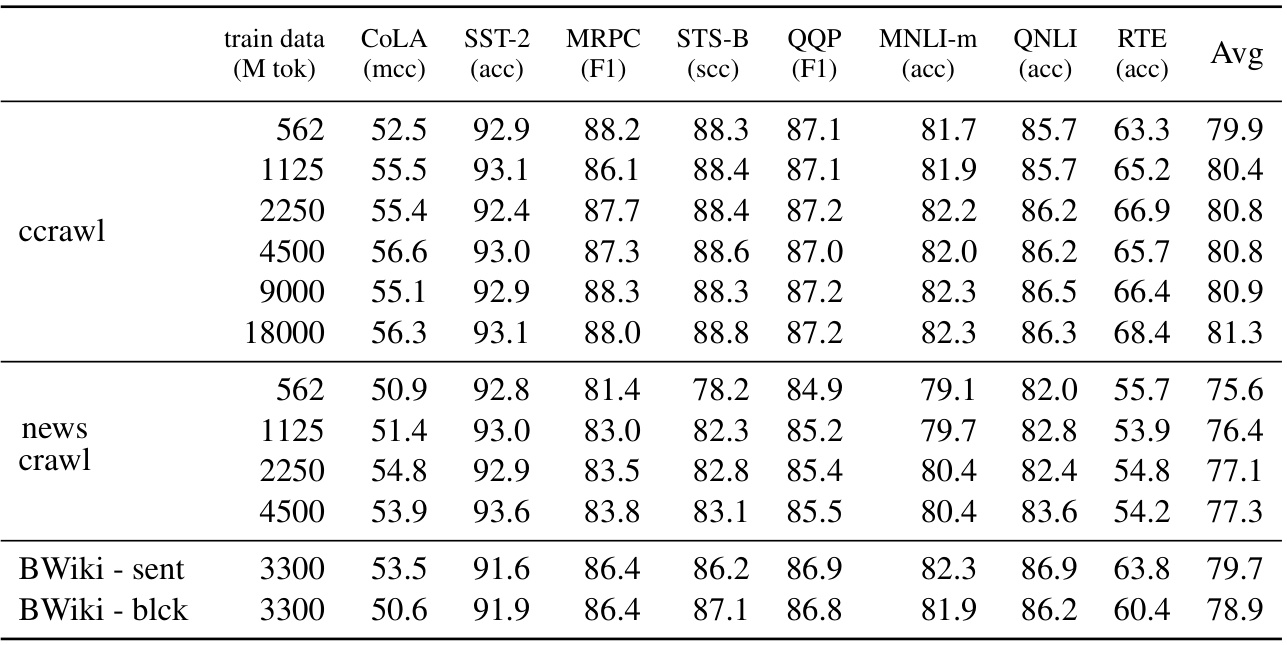 train data CoLA SST-2 MRPC STS-B QQP MNLI-m QNLI RTE Avg
(M tok) (mcc) (acc) (F1) (scc) (F1) (acc) (acc) (acc)
ccrawl
562 52.5 92.9 88.2 88.3 87.1 81.7 85.7 63.3 79.9
1125 55.5 93.1 86.1 88.4 87.1 81.9 85.7 65.2 80.4
2250 55.4 92.4 87.7 88.4 87.2 82.2 86.2 66.9 80.8
4500 56.6 93.0 87.3 88.6 87.0 82.0 86.2 65.7 80.8
9000 55.1 92.9 88.3 88.3 87.2 82.3 86.5 66.4 80.9
18000 56.3 93.1 88.0 88.8 87.2 82.3 86.3 68.4 81.3
news
crawl
562 50.9 92.8 81.4 78.2 84.9 79.1 82.0 55.7 75.6
1125 51.4 93.0 83.0 82.3 85.2 79.7 82.8 53.9 76.4
2250 54.8 92.9 83.5 82.8 85.4 80.4 82.4 54.8 77.1
4500 53.9 93.6 83.8 83.1 85.5 80.4 83.6 54.2 77.3
BWiki - sent 3300 53.5 91.6 86.4 86.2 86.9 82.3 86.9 63.8 79.7
BWiki - blck 3300 50.6 91.9 86.4 87.1 86.8 81.9 86.2 60.4 78.9